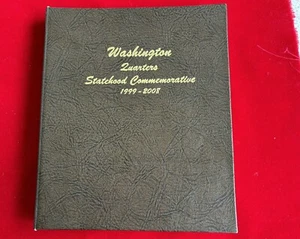 Washington
Quarters
Statehood Commemorative
1999-2008